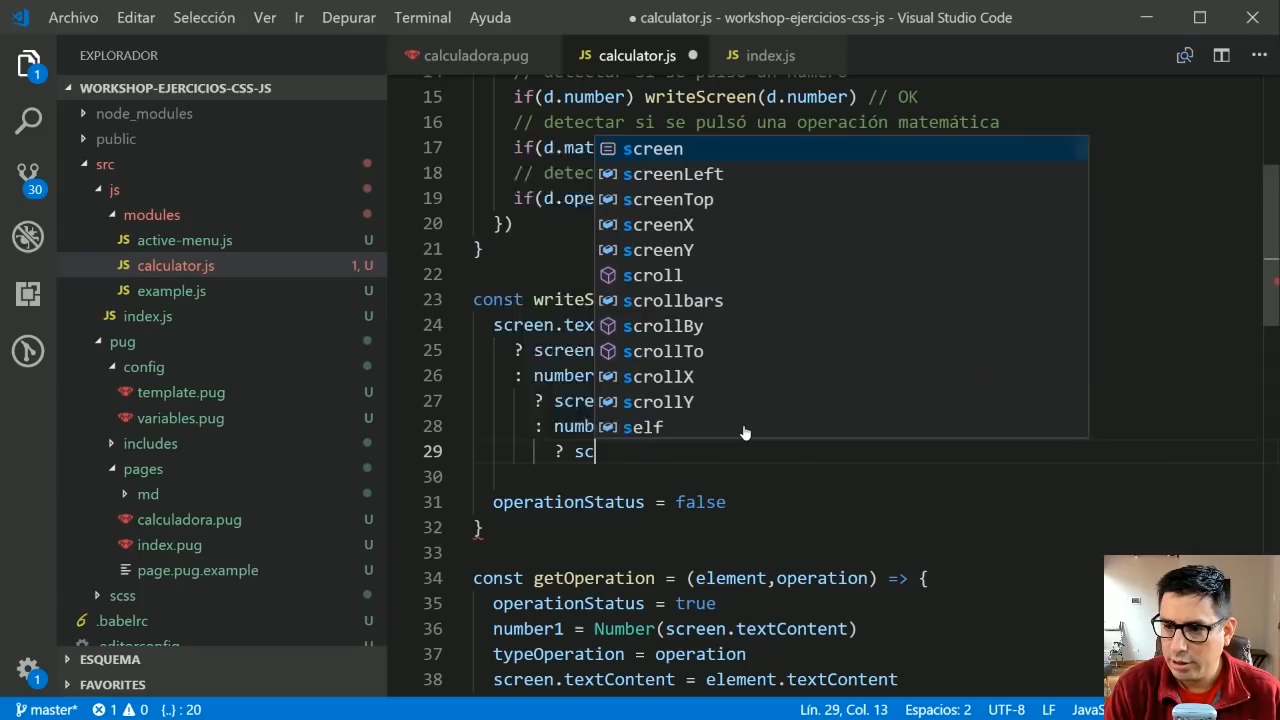 Archivo Editar Selección Ver Ir Depurar Terminal Ayuda
● calculator.js - workshop-ejercicios-css-js - Visual Studio Code
EXPLORADOR
calculadora.pug
JS calculator.js
JS index.js
1
WORKSHOP-EJERCICIOS-CSS-JS
node_modules
public
src
js
modules
JS active-menu.js U
JS calculator.js 1, U
JS example.js U
JS index.js U
pug
config
template.pug U
variables.pug U
includes
pages
md
calculadora.pug U
index.pug U
page.pug.example U
scss
.babelrc U
.editorconfig U
ESQUEMA
FAVORITES
30
1
15 if(d.number) writeScreen(d.number) // OK
16 // detectar si se pulsó una operación matemática
17 if(d.mat
18 // detec
19 if(d.ope
20 })
21 }
22
23 const writeS
24 screen.tex
25 ? screen
26 : number
27 ? scre
28 : numb
29 ? sc
30
31 operationStatus = false
32 }
33
34 const getOperation = (element,operation) => {
35 operationStatus = true
36 number1 = Number(screen.textContent)
37 typeOperation = operation
38 screen.textContent = element.textContent
screen
screenLeft
screenTop
screenX
screenY
scroll
scrollbars
scrollBy
scrollTo
scrollX
scrollY
self
master* 1 0 {..} : 20
Lín. 29, Col. 13 Espacios: 2 UTF-8 LF JavaS